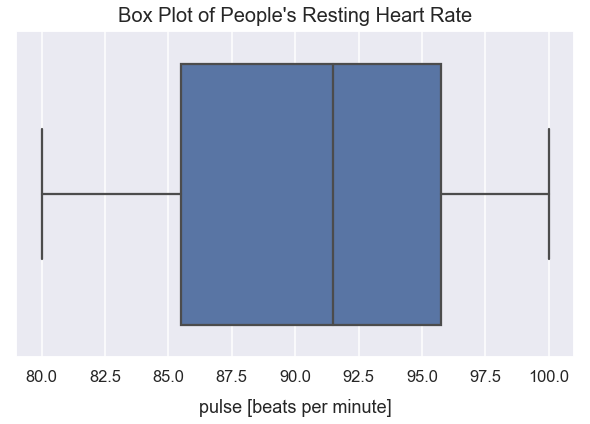 Box Plot of People's Resting Heart Rate
80.0 82.5 85.0 87.5 90.0 92.5 95.0 97.5 100.0
pulse [beats per minute]